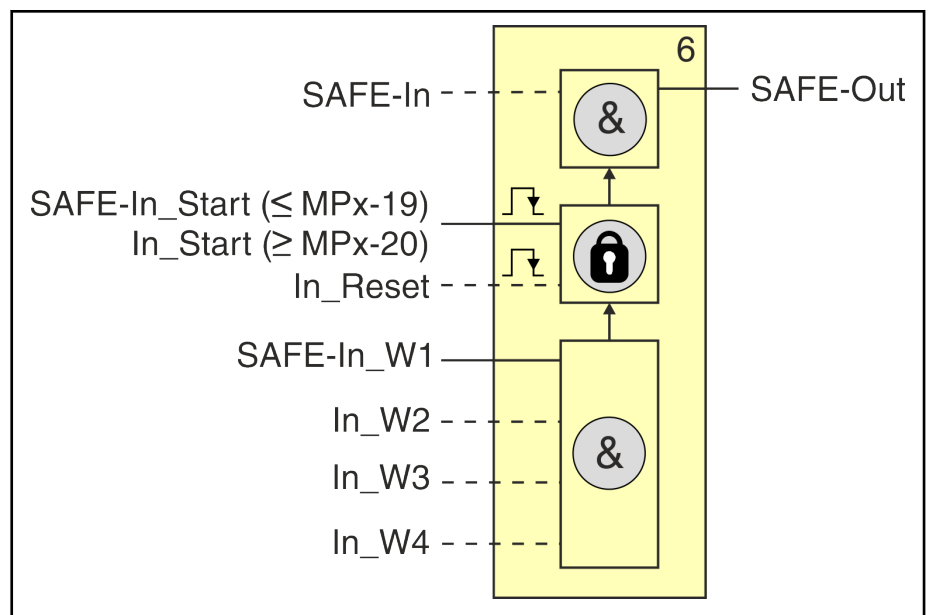 6
SAFE-In
&
SAFE-Out
SAFE-In_Start (≤ MPx-19)
In_Start (≥ MPx-20)
In_Reset
SAFE-In_W1
In_W2
&
In_W3
In_W4